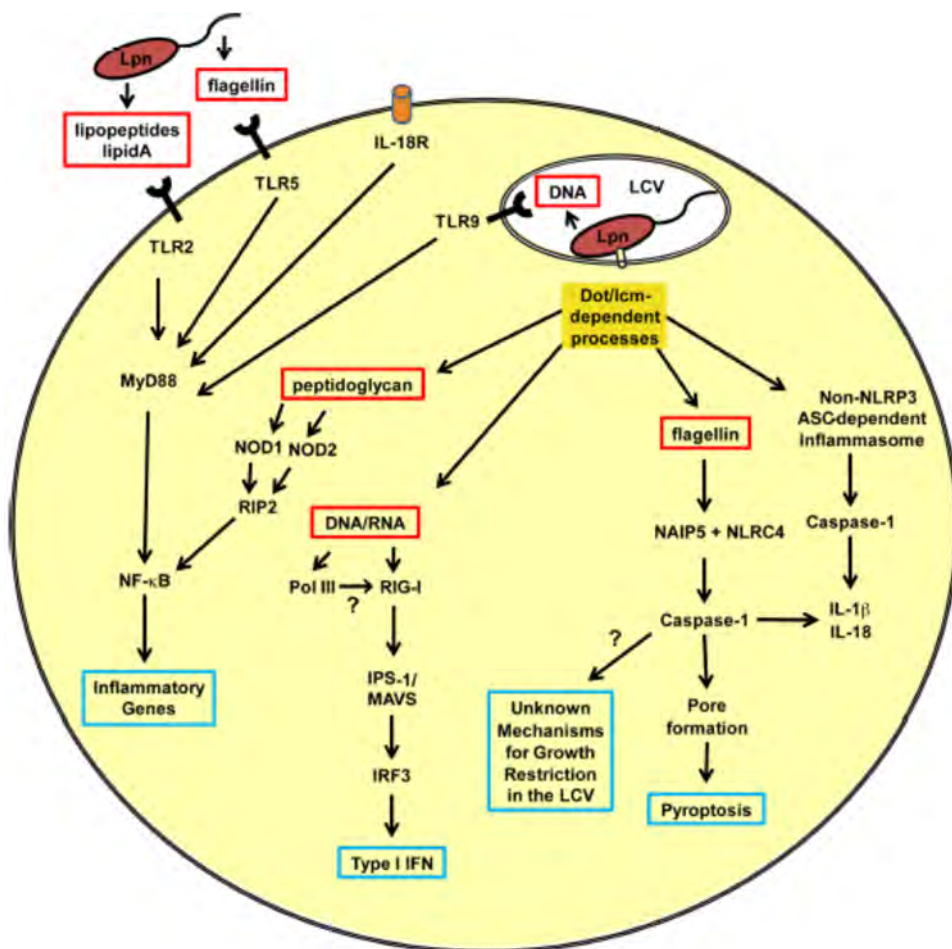 Lpn
flagellin
lipopeptides
lipidA
IL-18R
TLR5
TLR2
TLR9
DNA
LCV
Lpn
Dot/Icm-
dependent
processes
MyD88
peptidoglycan
NOD1
NOD2
RIP2
NF-κB
Inflammatory
Genes
DNA/RNA
Pol III
?
RIG-I
IPS-1/
MAVS
IRF3
Type I IFN
flagellin
NAIP5 + NLRC4
Caspase-1
?
Unknown
Mechanisms
for Growth
Restriction
in the LCV
Pore
formation
Pyroptosis
Non-NLRP3
ASC-dependent
Inflammasome
Caspase-1
IL-1β
IL-18